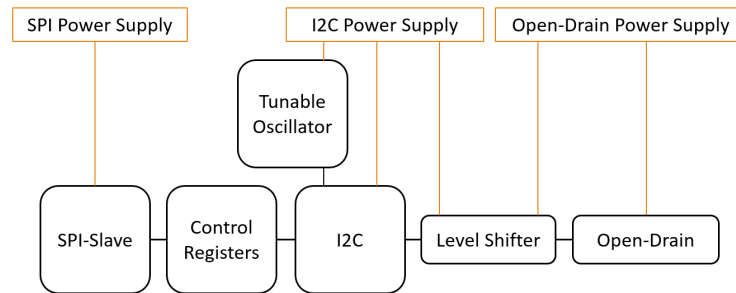 SPI Power Supply
I2C Power Supply
Open-Drain Power Supply
Tunable
Oscillator
SPI-Slave
Control
Registers
I2C
Level Shifter
Open-Drain